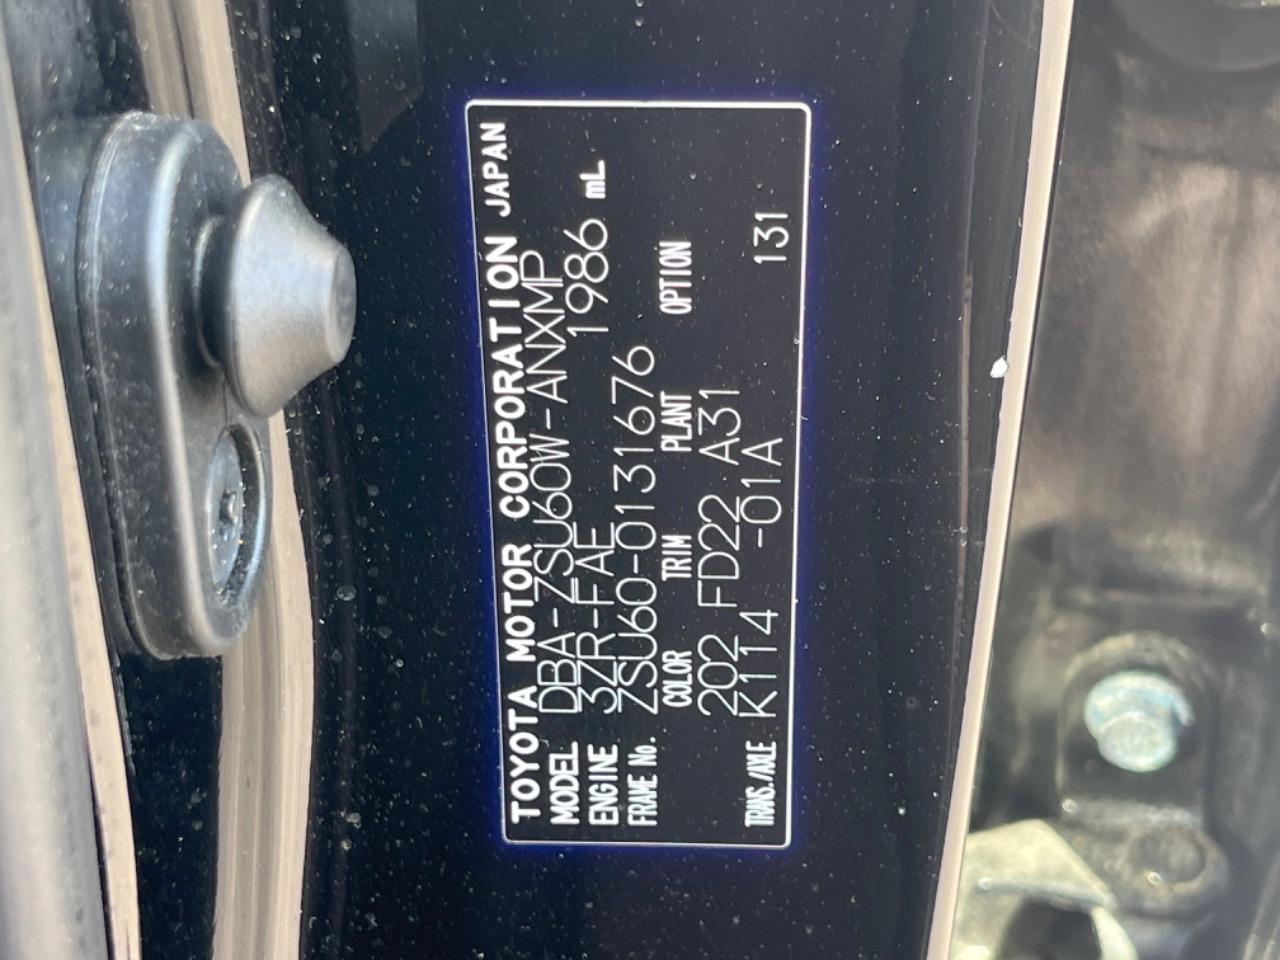 TOYOTA MOTOR CORPORATION JAPAN
MODEL DBA-ZSU60W-ANXMP
ENGINE 3ZR-FAE 1986 mL
FRAME No. ZSU60-0131676
COLOR TRIM PLANT OPTION
202 FD22 A31
TRANS./AXLE K114 -01A 131